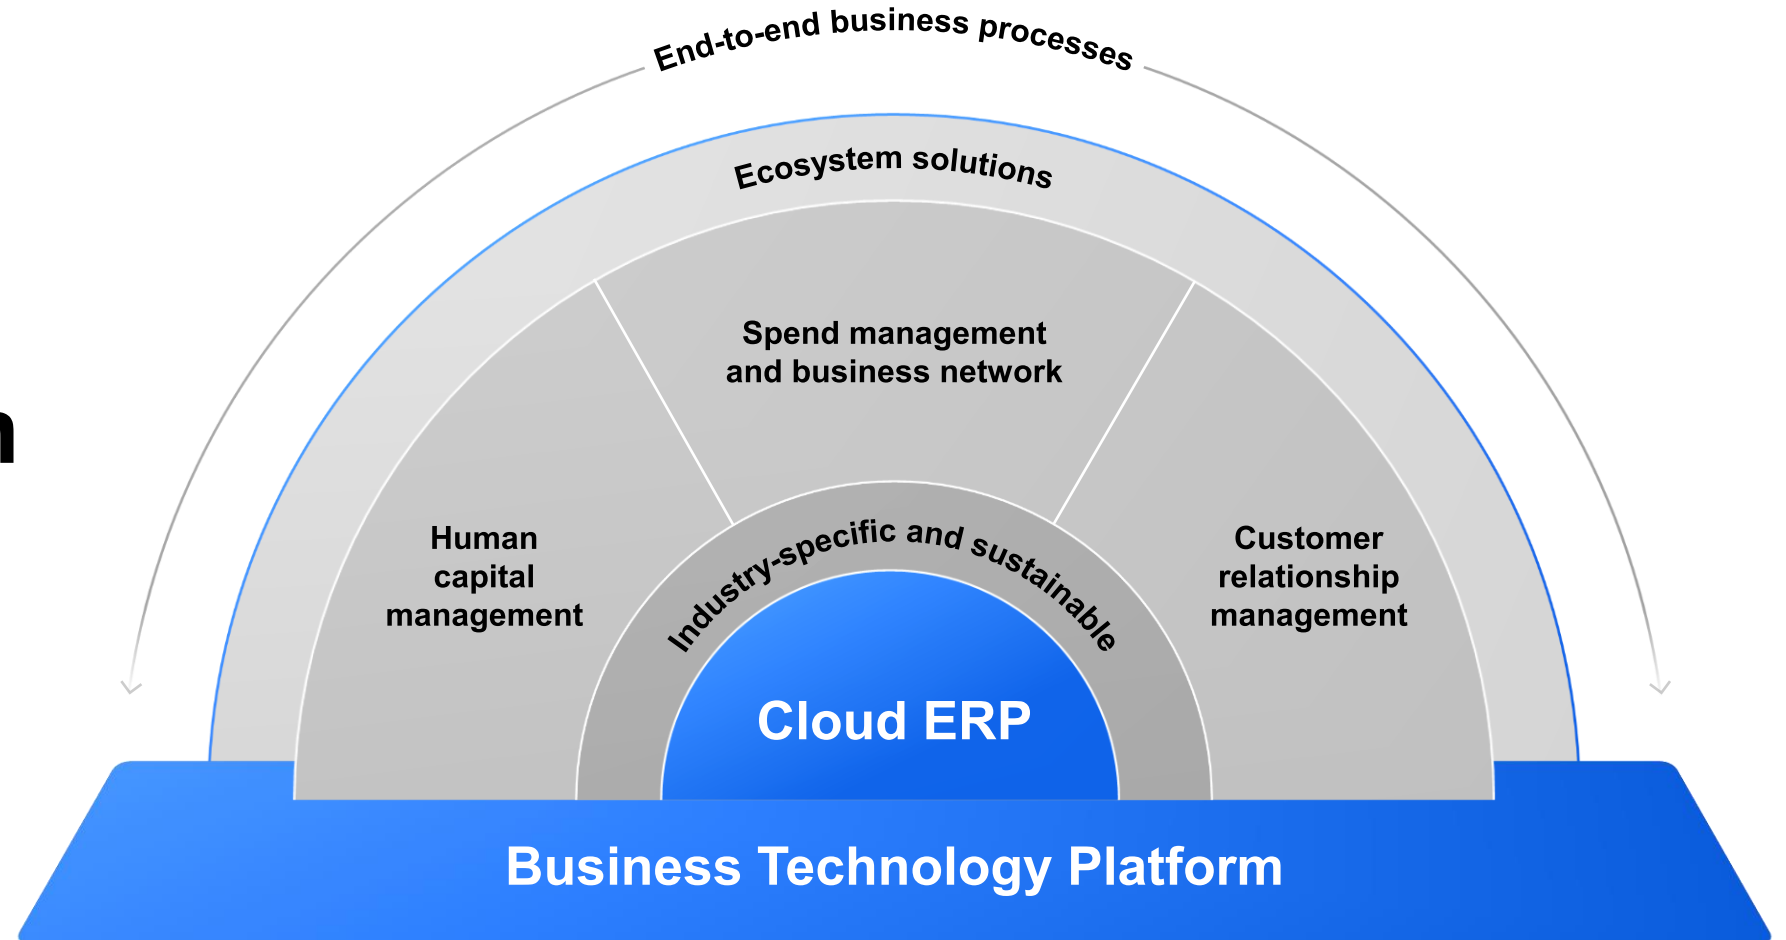 End-to-end business processes
Ecosystem solutions
Spend management
and business network
Human
capital
management
Customer
relationship
management
Industry-specific and sustainable
Cloud ERP
Business Technology Platform